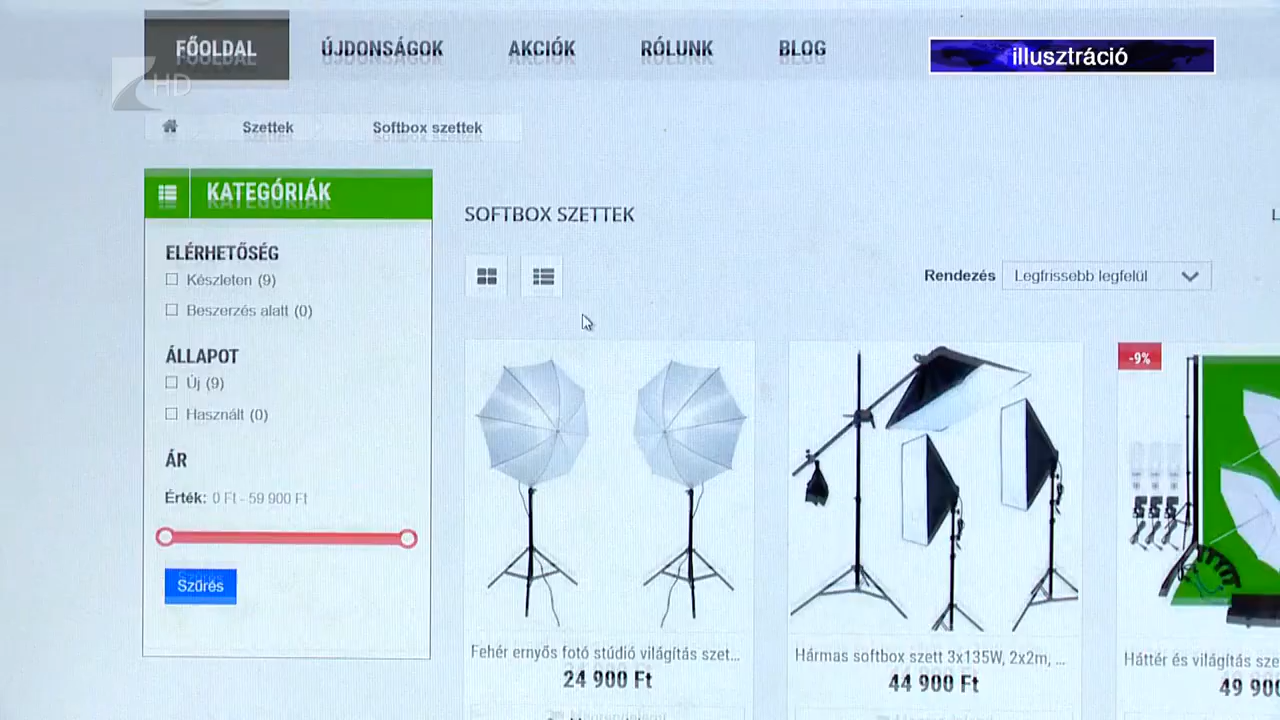 FŐOLDAL
ÚJDONSÁGOK
AKCIÓK
RÓLUNK
BLOG
illusztráció
HD
Szettek
Softbox szettek
KATEGÓRIÁK
ELÉRHETŐSÉG
Készleten (9)
Beszerzés alatt (0)
ÁLLAPOT
Új (9)
Használt (0)
ÁR
Érték: 0 Ft - 59 900 Ft
Szűrés
SOFTBOX SZETTEK
Rendezés
Legfrissebb legfelül
-9%
Fehér ernyős fotó stúdió világítás szet...
24 900 Ft
Hármas softbox szett 3x135W, 2x2m, ...
44 900 Ft
Háttér és világítás sze
49 900